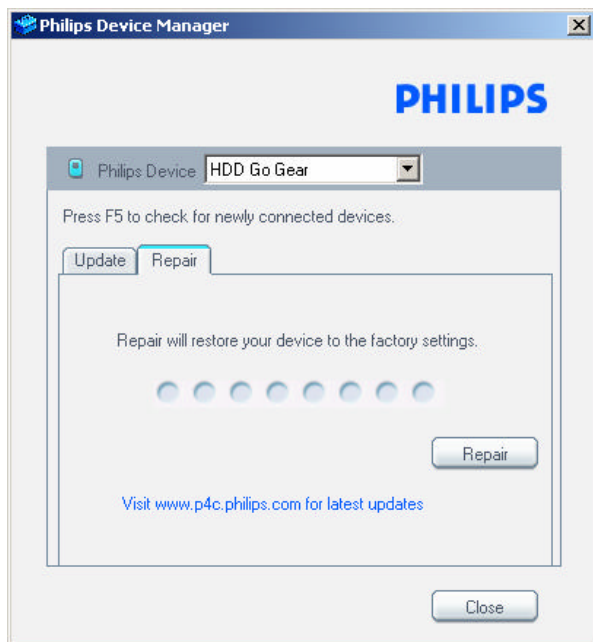 Philips Device Manager
PHILIPS
Philips Device HDD Go Gear
Press F5 to check for newly connected devices.
Update Repair
Repair will restore your device to the factory settings.
Repair
Visit www.p4c.philips.com for latest updates
Close